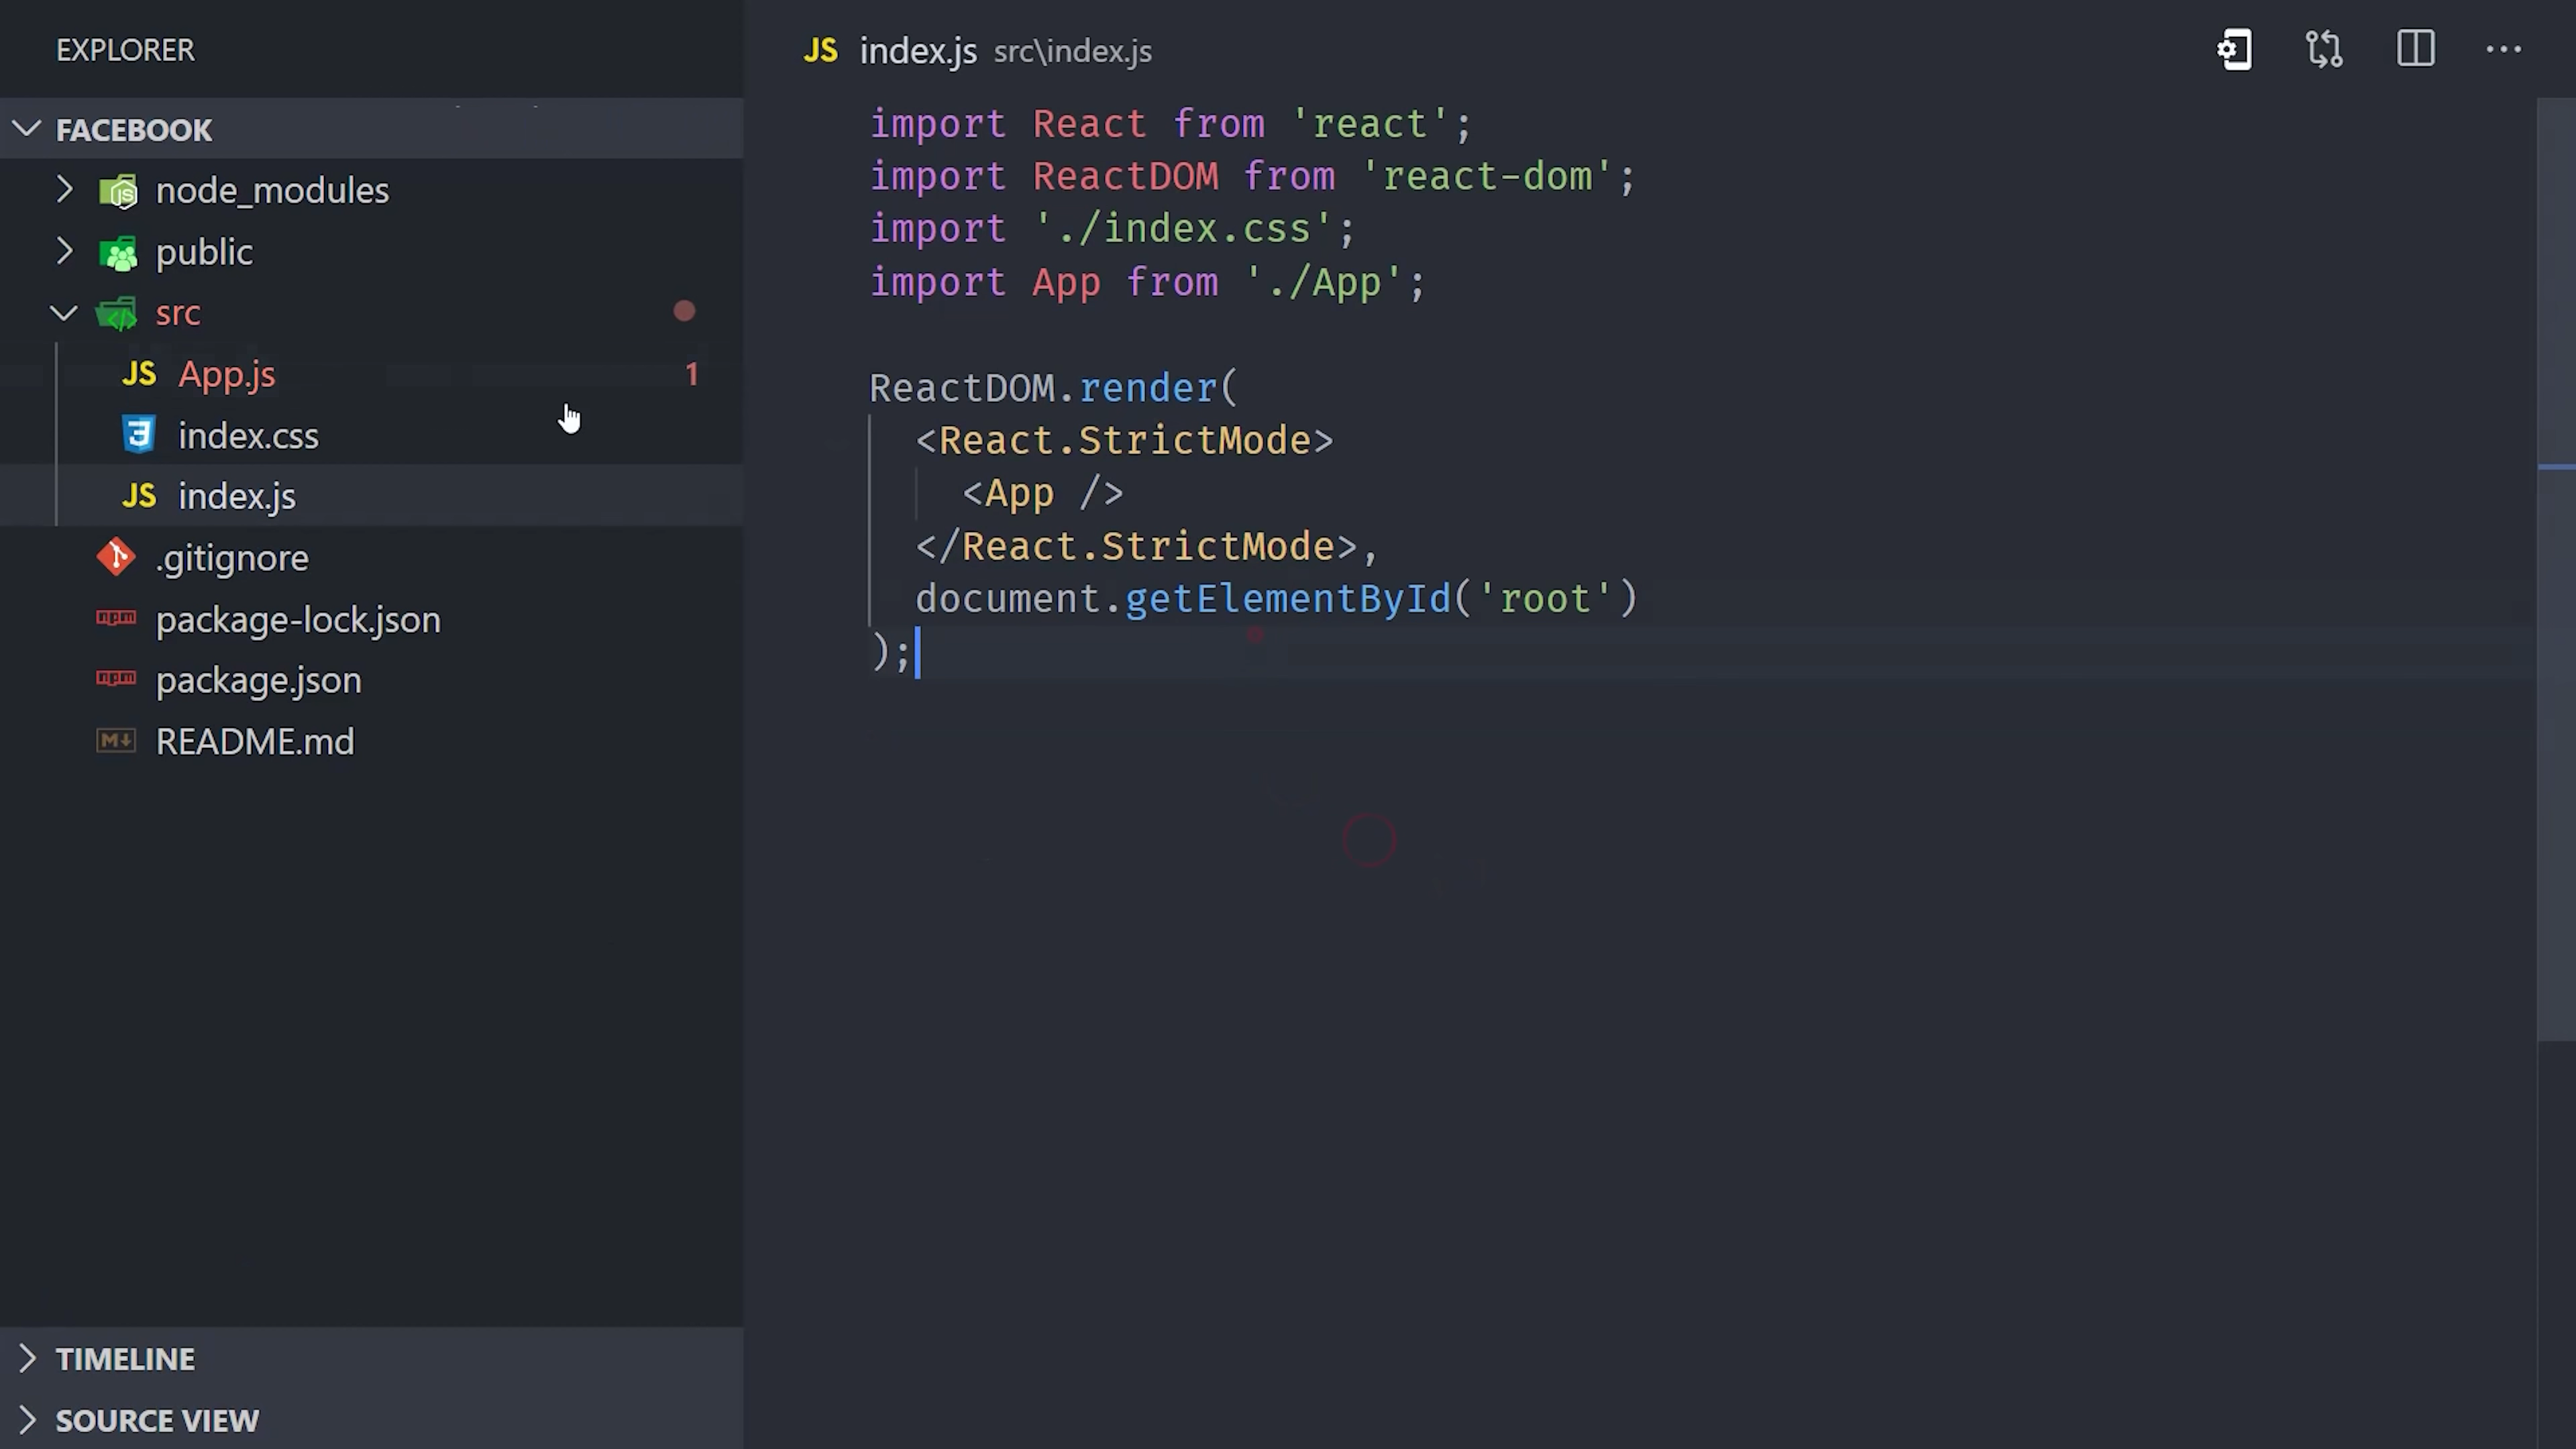 EXPLORER
FACEBOOK
node_modules
public
src
JS App.js 1
index.css
JS index.js
.gitignore
package-lock.json
package.json
README.md
TIMELINE
SOURCE VIEW
JS index.js src\index.js
import React from 'react';
import ReactDOM from 'react-dom';
import './index.css';
import App from './App';
ReactDOM.render(
<React.StrictMode>
<App />
</React.StrictMode>,
document.getElementById('root')
);